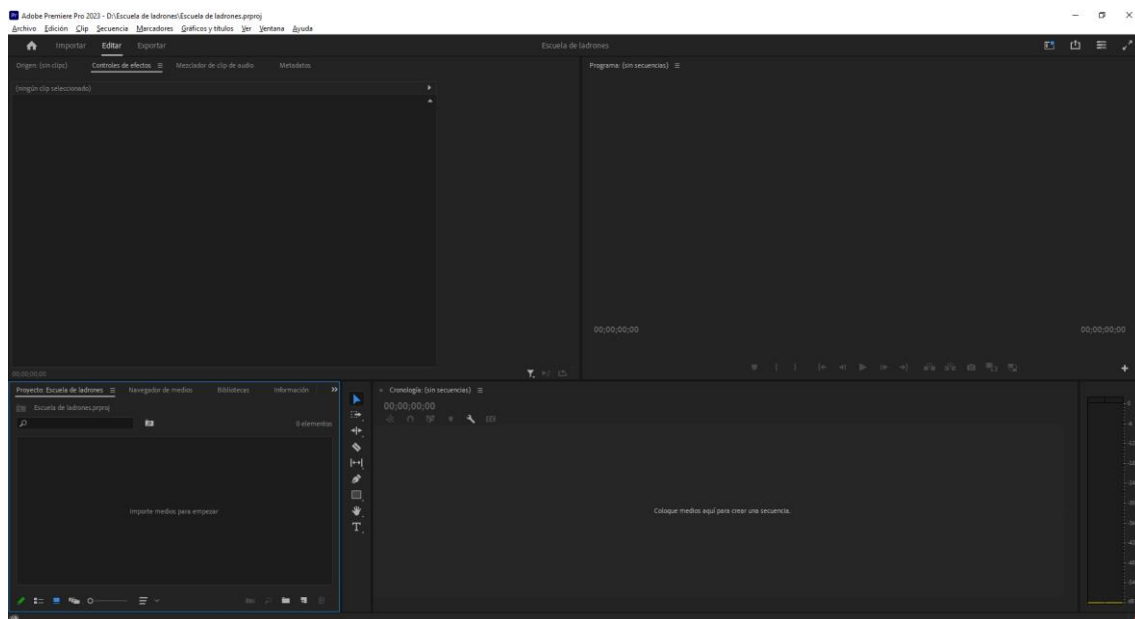 Adobe Premiere Pro 2023 - D:\Escuela de ladrones\Escuela de ladrones.prproj
Archivo Edición Clip Secuencia Marcadores Gráficos y títulos Ver Ventana Ayuda
Importar Editar Exportar
Escuela de ladrones
Origen: (sin clips) Controles de efectos Mezclador de clip de audio Metadatos
Programa: (sin secuencias)
(ningún clip seleccionado)
00;00;00;00 00;00;00;00
00;00;00;00
Proyecto: Escuela de ladrones Navegador de medios Bibliotecas Información
Cronología: (sin secuencias)
Escuela de ladrones.prproj
00;00;00;00
0 elementos
Importe medios para empezar
Coloque medios aquí para crear una secuencia.